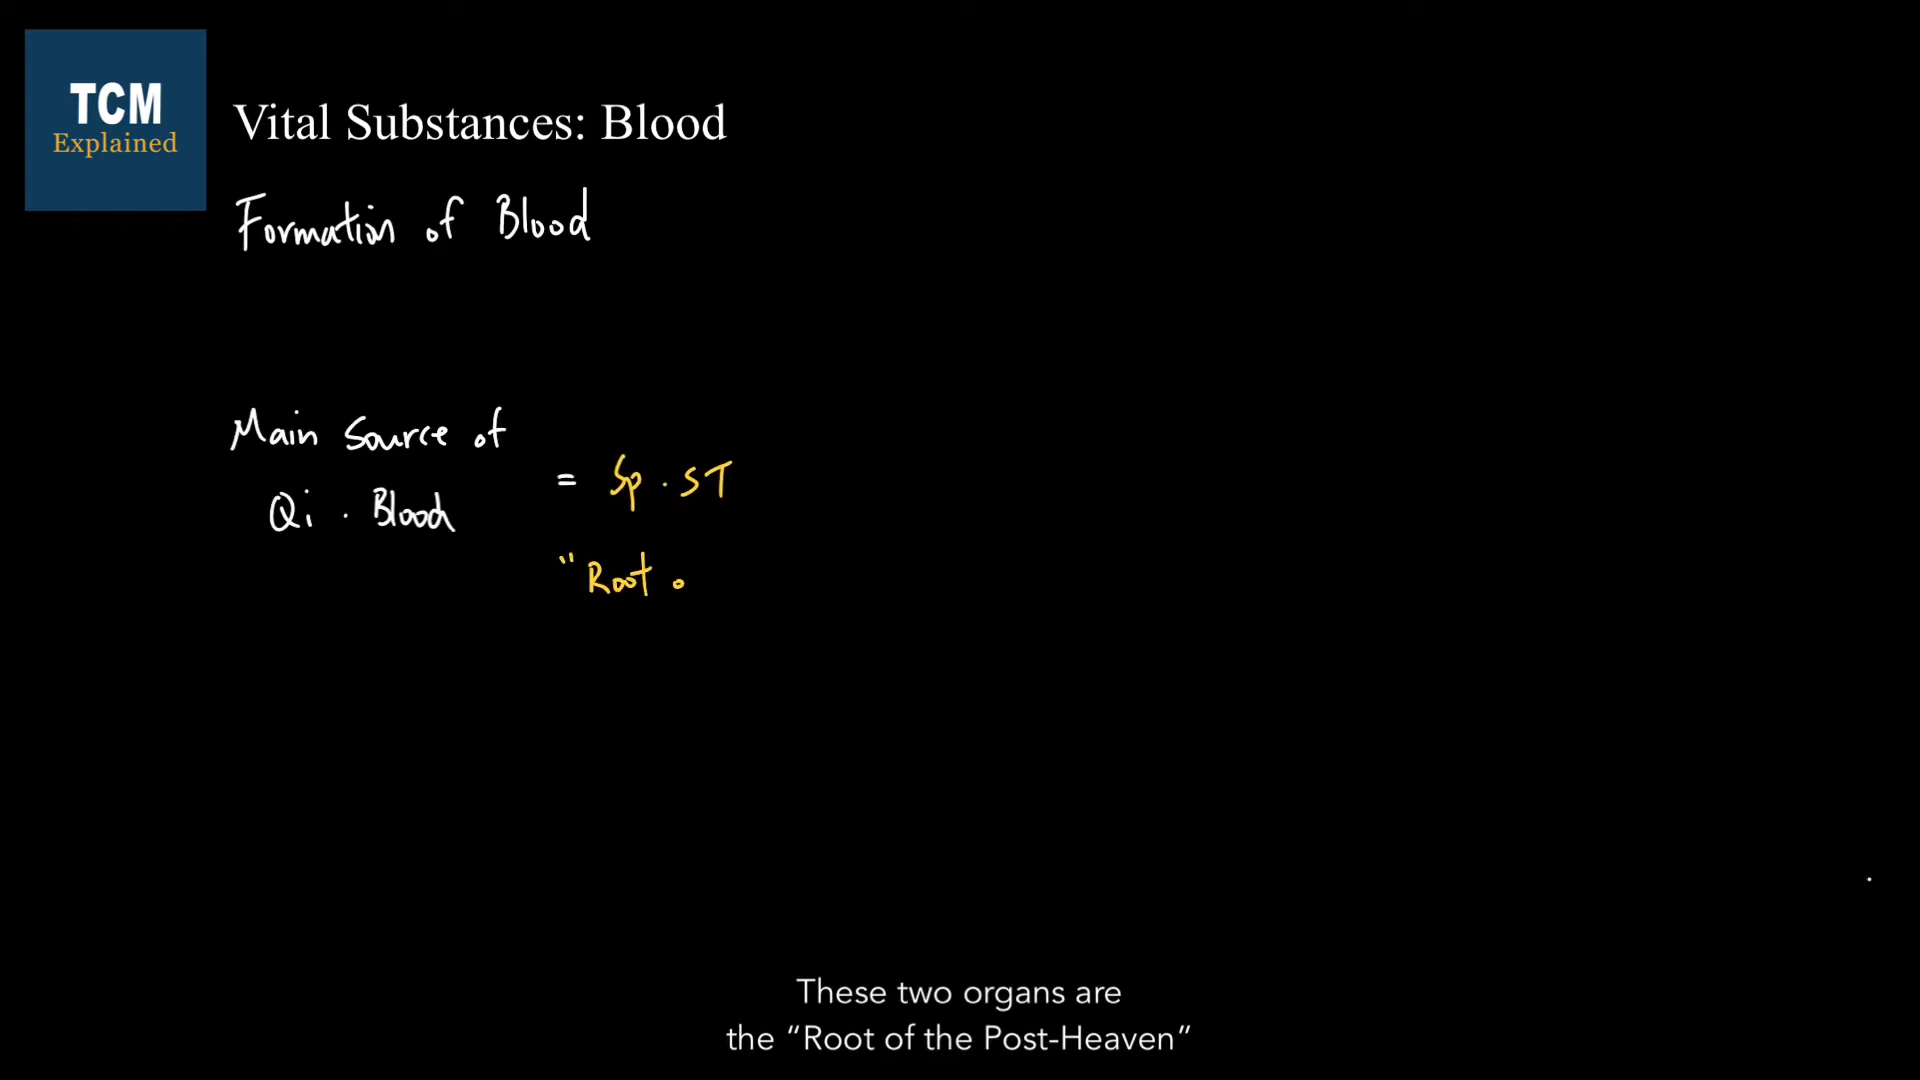 TCM
Explained
Vital Substances: Blood
Formation of Blood
Main Source of
Qi · Blood
= Sp · ST
"Root o
These two organs are
the “Root of the Post-Heaven”